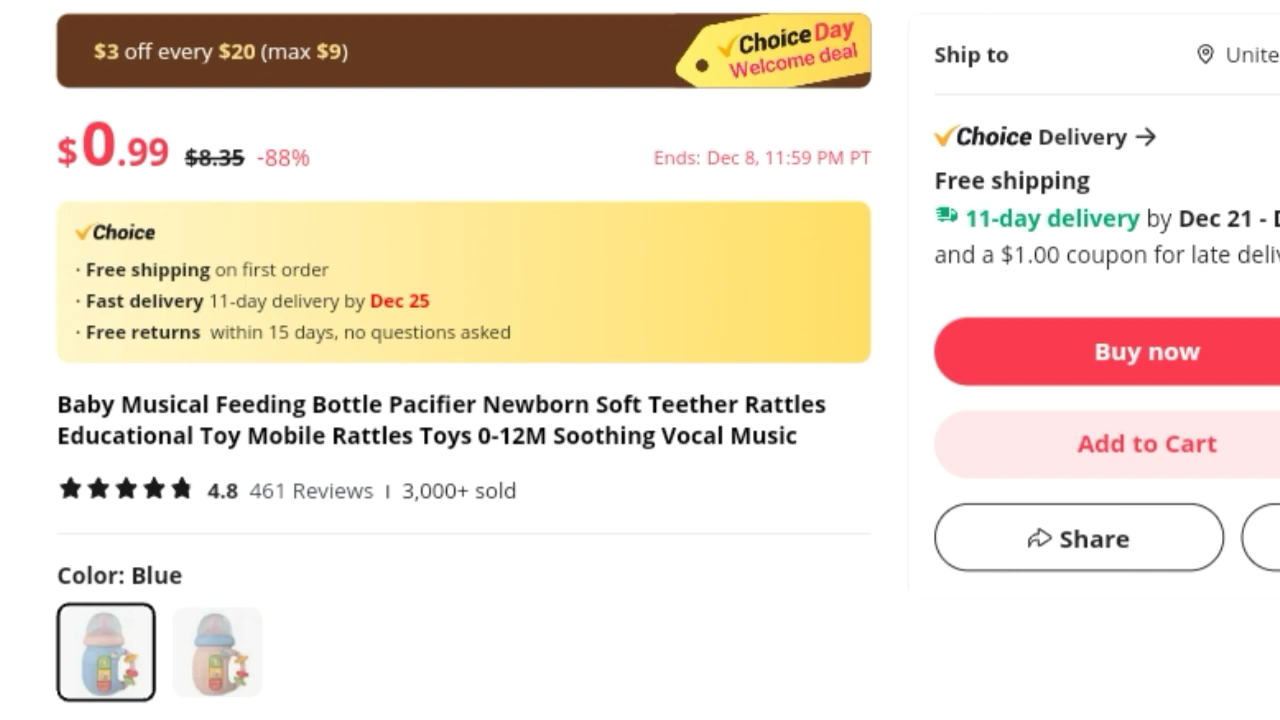 $3 off every $20 (max $9)
Choice Day
Welcome deal
$0.99 $8.35 -88%
Ends: Dec 8, 11:59 PM PT
Choice
· Free shipping on first order
· Fast delivery 11-day delivery by Dec 25
· Free returns within 15 days, no questions asked
Baby Musical Feeding Bottle Pacifier Newborn Soft Teether Rattles
Educational Toy Mobile Rattles Toys 0-12M Soothing Vocal Music
4.8 461 Reviews | 3,000+ sold
Color: Blue
Ship to
Choice Delivery →
Free shipping
11-day delivery by Dec 21 -
and a $1.00 coupon for late
Buy now
Add to Cart
Share